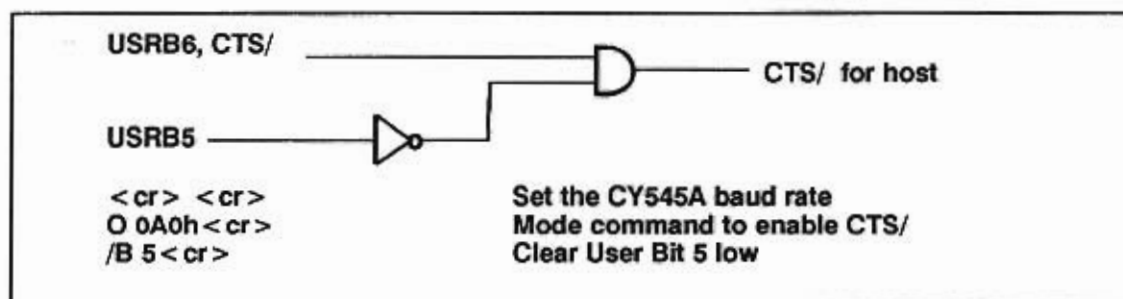 USRB6, CTS/
CTS/ for host
USRB5
<cr> <cr> Set the CY545A baud rate
O 0A0h<cr> Mode command to enable CTS/
/B 5<cr> Clear User Bit 5 low